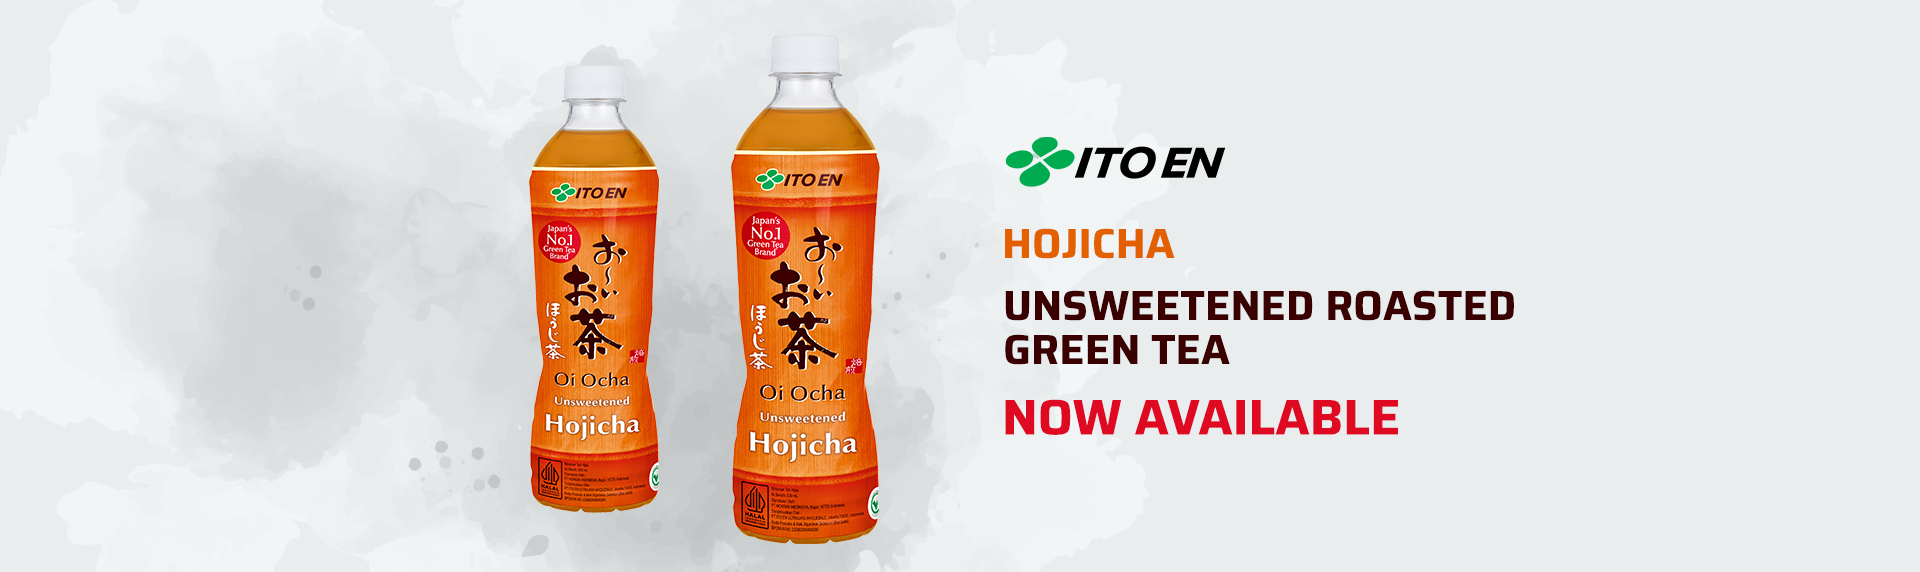 ITO EN
Japan's
No.1
Green Tea
Brand
お〜い
お茶
ほうじ茶
Oi Ocha
Unsweetened
Hojicha
HALAL
ITO EN
Japan's
No.1
Green Tea
Brand
お〜い
お茶
ほうじ茶
Oi Ocha
Unsweetened
Hojicha
HALAL
ITO EN
HOJICHA
UNSWEETENED ROASTED
GREEN TEA
NOW AVAILABLE